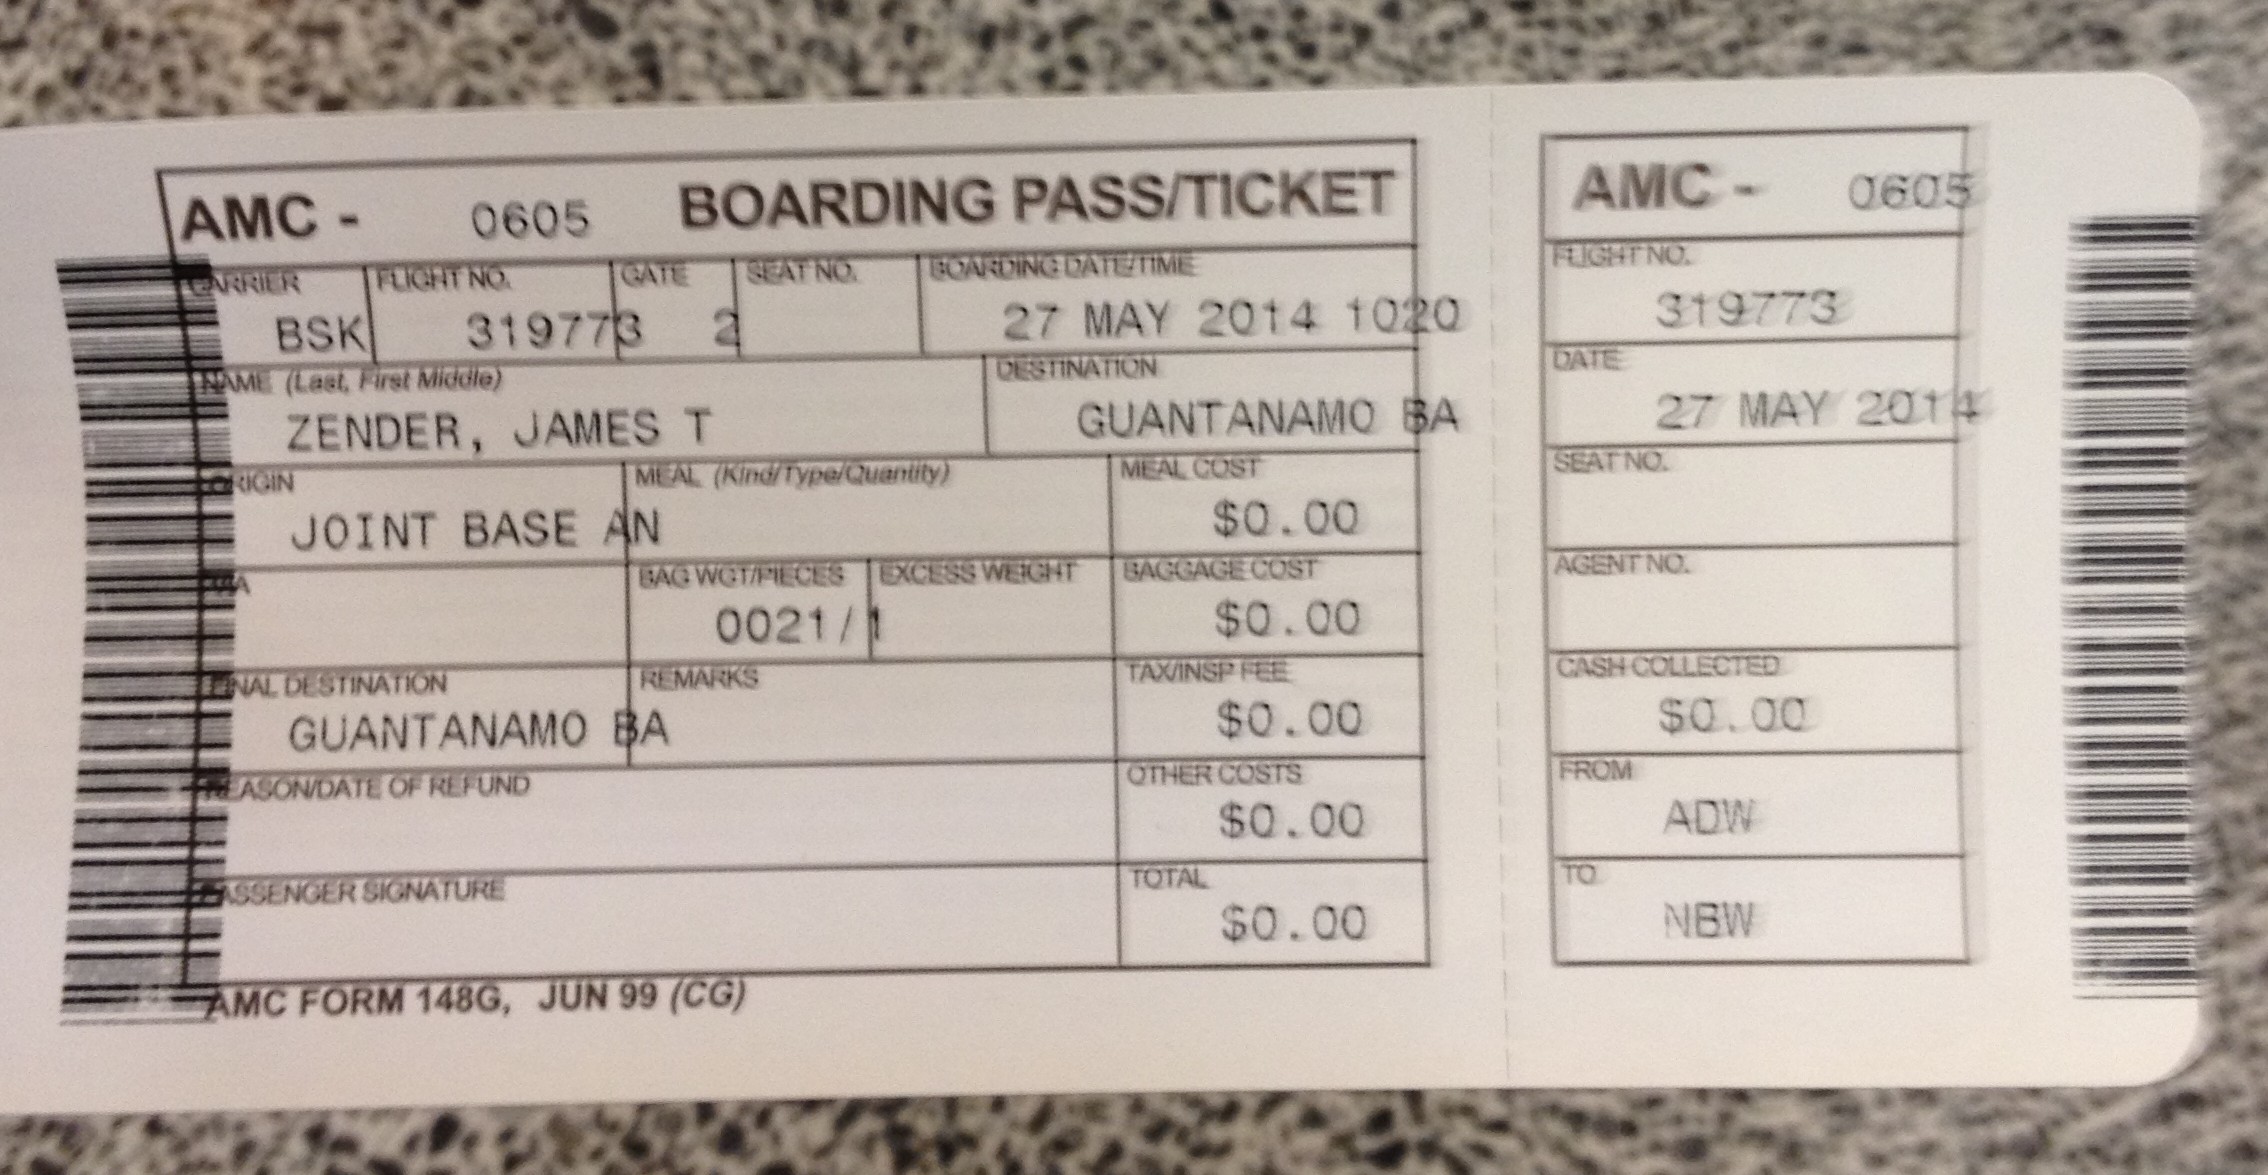 AMC - 0605 BOARDING PASS/TICKET
CARRIER FLIGHT NO. GATE SEAT NO. BOARDING DATE/TIME
BSK 319773 2 27 MAY 2014 1020
NAME (Last, First Middle) DESTINATION
ZENDER, JAMES T GUANTANAMO BA
ORIGIN MEAL (Kind/Type/Quantity) MEAL COST
JOINT BASE AN $0.00
BAG WGT/PIECES EXCESS WEIGHT BAGGAGE COST
0021/1 $0.00
FINAL DESTINATION REMARKS TAX/INSP FEE
GUANTANAMO BA $0.00
REASON/DATE OF REFUND OTHER COSTS
$0.00
PASSENGER SIGNATURE TOTAL
$0.00
AMC FORM 148G, JUN 99 (CG)
AMC - 0605
FLIGHT NO.
319773
DATE
27 MAY 2014
SEAT NO.
AGENT NO.
CASH COLLECTED
$0.00
FROM
ADW
TO
NBW